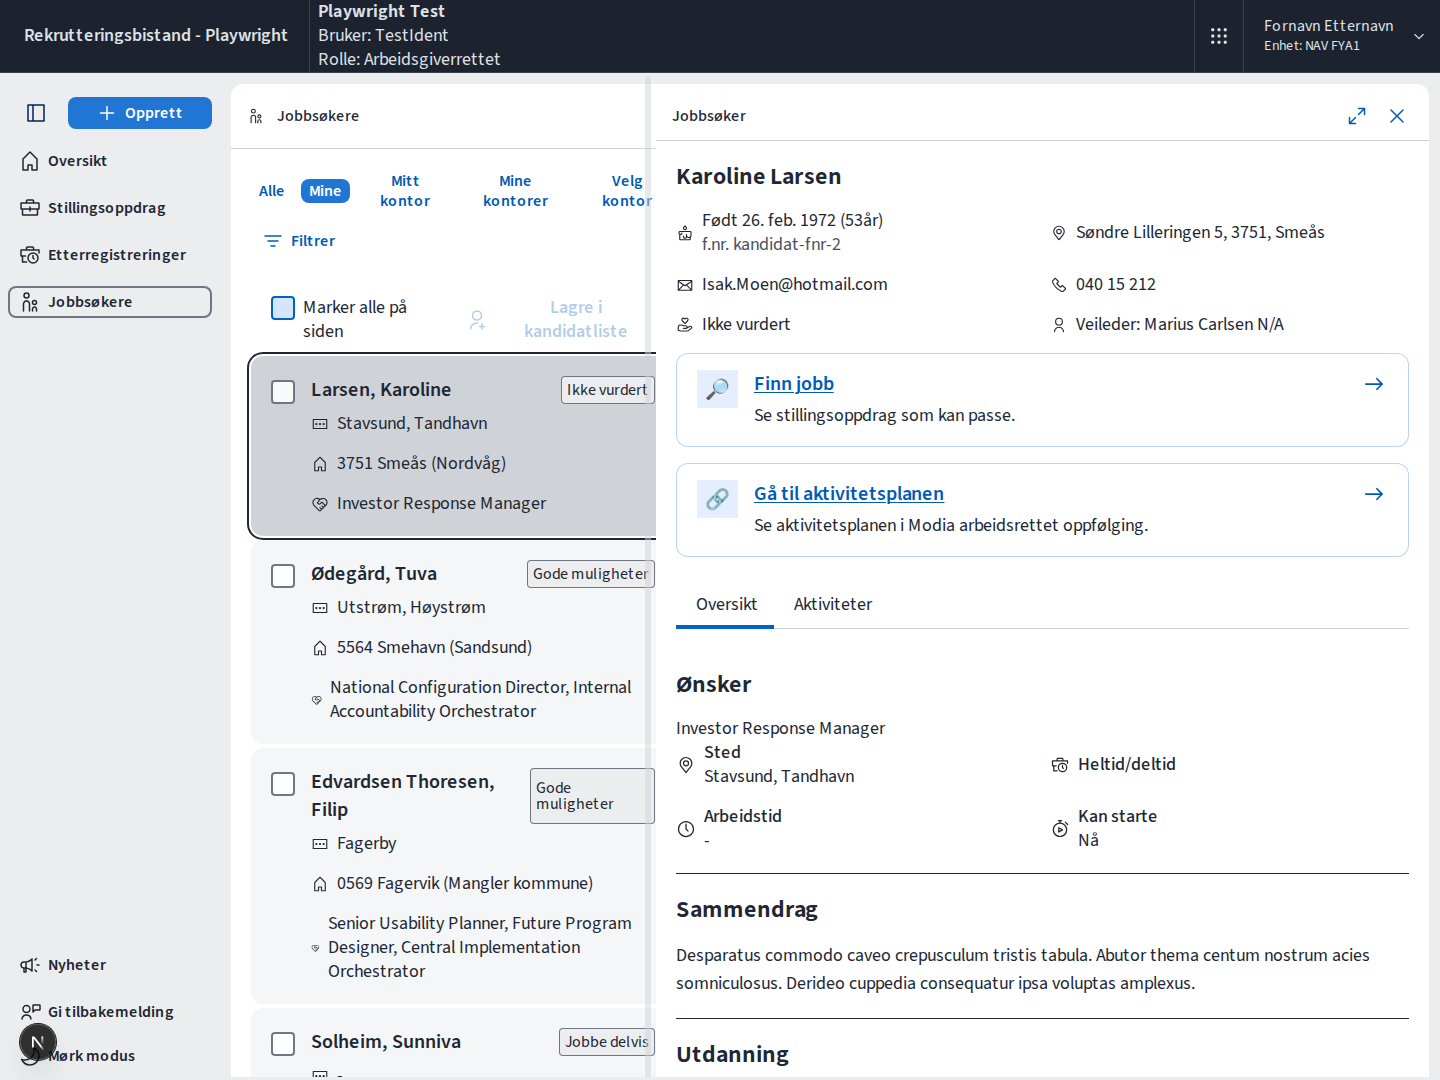 Rekrutteringsbistand - Playwright
Playwright Test
Bruker: TestIdent
Rolle: Arbeidsgiverrettet
Fornavn Etternavn
Enhet: NAV FYA1
Opprett
Oversikt
Stillingsoppdrag
Etterregistreringer
Jobbsøkere
Nyheter
Gi tilbakemelding
N
Mørk modus
Jobbsøkere
Alle
Mine
Mitt
kontor
Mine
kontorer
Velg
kontor
Filtrer
Marker alle på
siden
Lagre i
kandidatliste
Larsen, Karoline
Ikke vurdert
Stavsund, Tandhavn
3751 Smeås (Nordvåg)
Investor Response Manager
Ødegård, Tuva
Gode muligheter
Utstrøm, Høystrøm
5564 Smehavn (Sandsund)
National Configuration Director, Internal
Accountability Orchestrator
Edvardsen Thoresen,
Filip
Gode
muligheter
Fagerby
0569 Fagervik (Mangler kommune)
Senior Usability Planner, Future Program
Designer, Central Implementation
Orchestrator
Solheim, Sunniva
Jobbe delvis
-
Jobbsøker
Karoline Larsen
Født 26. feb. 1972 (53år)
f.nr. kandidat-fnr-2
Søndre Lilleringen 5, 3751, Smeås
Isak.Moen@hotmail.com
040 15 212
Ikke vurdert
Veileder: Marius Carlsen N/A
Finn jobb
Se stillingsoppdrag som kan passe.
Gå til aktivitetsplanen
Se aktivitetsplanen i Modia arbeidsrettet oppfølging.
Oversikt
Aktiviteter
Ønsker
Investor Response Manager
Sted
Stavsund, Tandhavn
Heltid/deltid
Arbeidstid
-
Kan starte
Nå
Sammendrag
Desparatus commodo caveo crepusculum tristis tabula. Abutor thema centum nostrum acies
somniculosus. Derideo cuppedia consequatur ipsa voluptas amplexus.
Utdanning